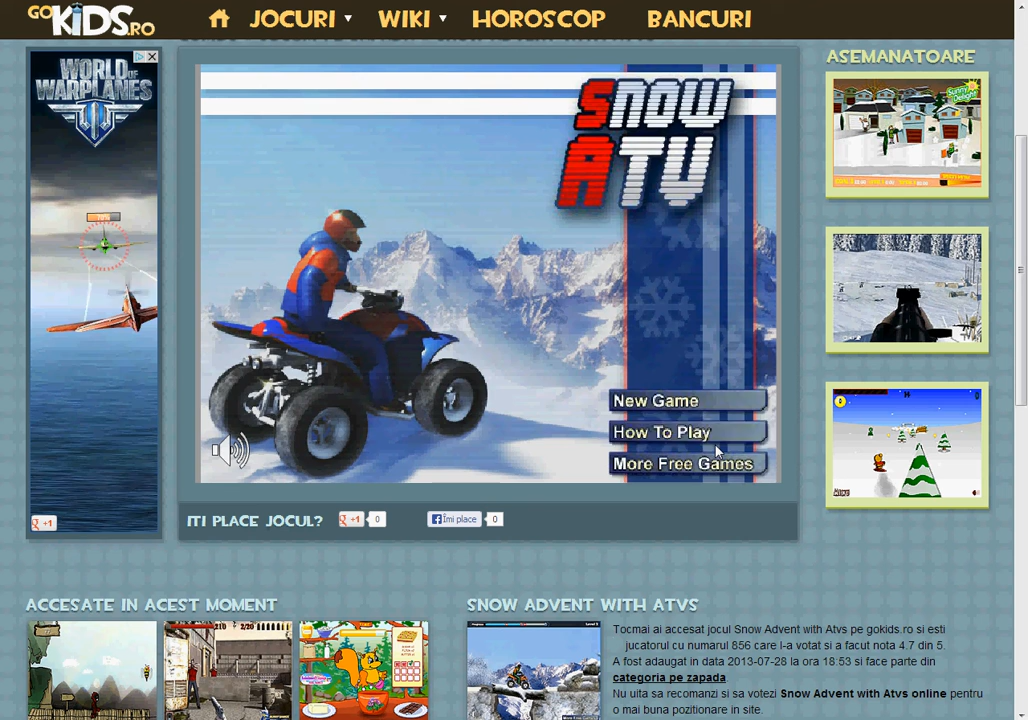 GOKIDS.RO
JOCURI
WIKI
HOROSCOP
BANCURI
WORLD OF
WARPLANES
+1
SNOW
ATV
New Game
How To Play
More Free Games
ITI PLACE JOCUL?
+1 0
Îmi place 0
ASEMANATOARE
Sunny
Delight
ACCESATE IN ACEST MOMENT
SNOW ADVENT WITH ATVS
Tocmai ai accesat jocul Snow Advent with Atvs pe gokids.ro si esti
jucatorul cu numarul 856 care l-a votat si a facut nota 4.7 din 5.
A fost adaugat in data 2013-07-28 la ora 18:53 si face parte din
categoria pe zapada.
Nu uita sa recomanzi si sa votezi Snow Advent with Atvs online pentru
o mai buna pozitionare in site.